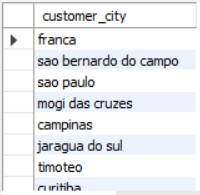 customer_city
franca
sao bernardo do campo
sao paulo
mogi das cruzes
campinas
jaragua do sul
timoteo
curitiba